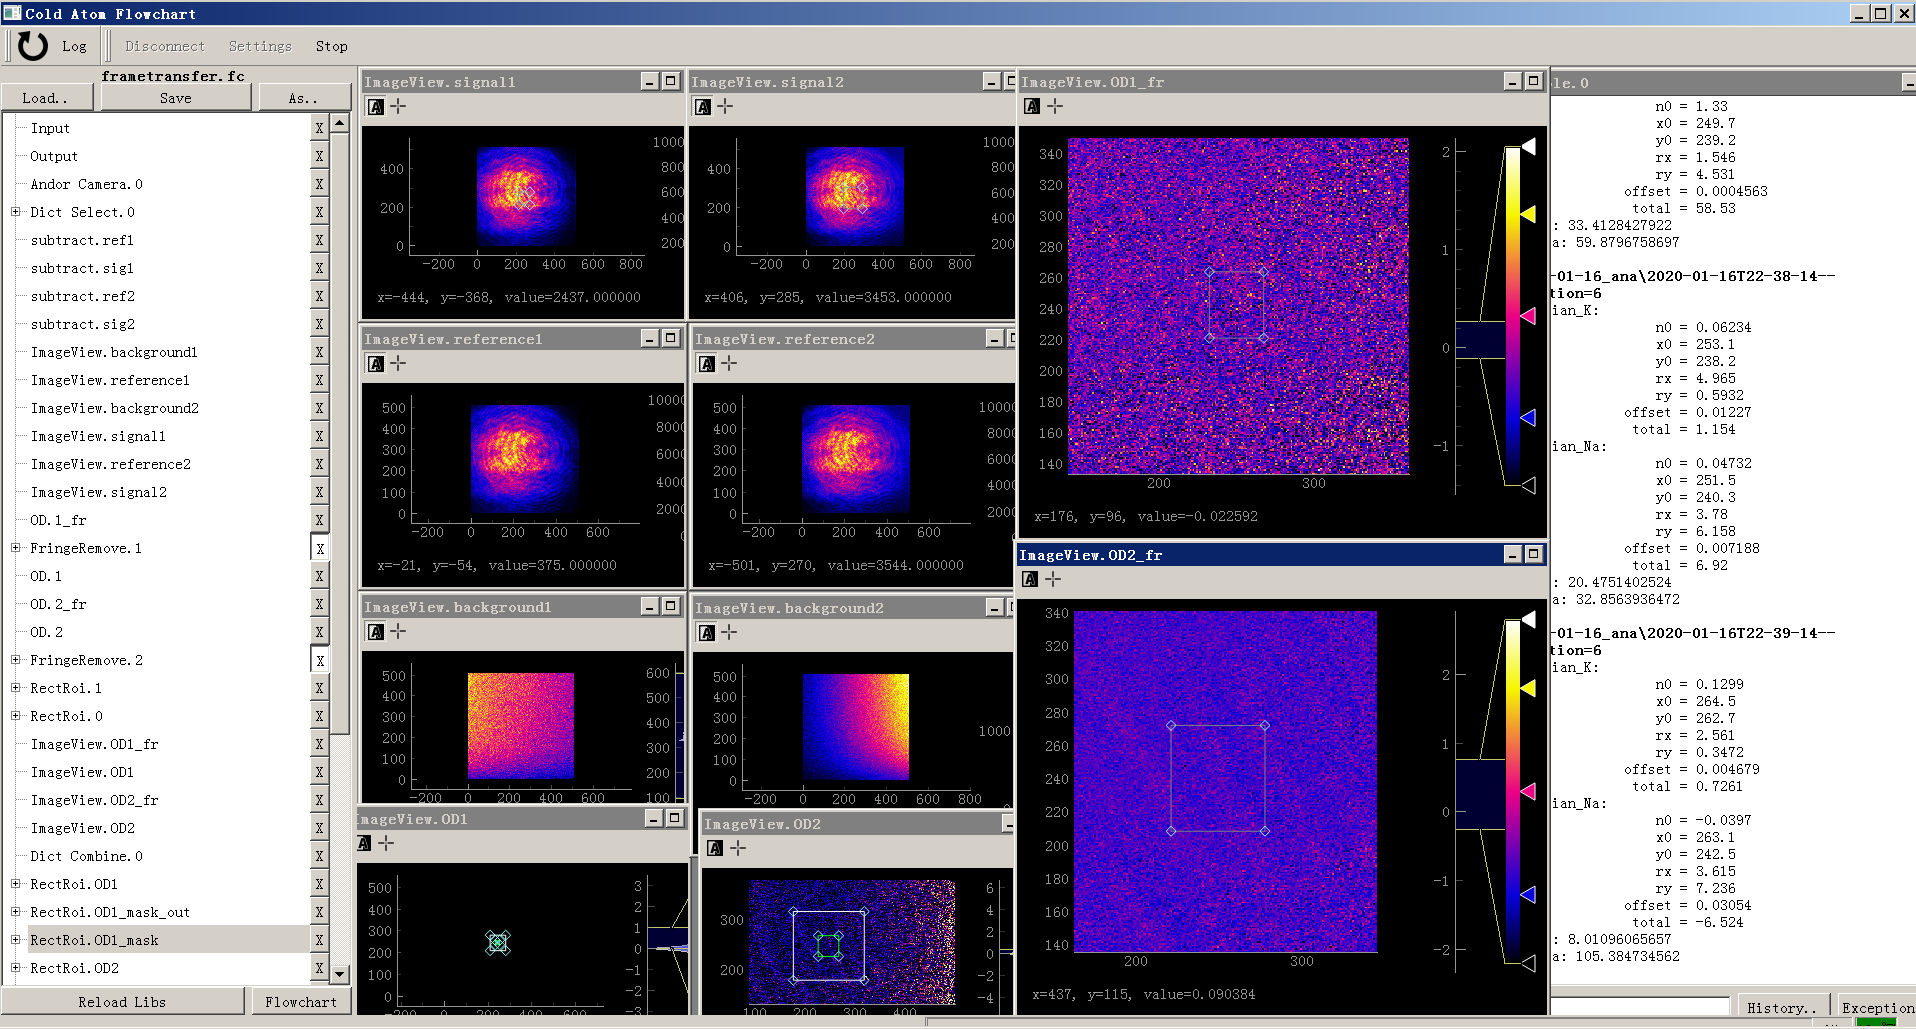 Cold Atom Flowchart
Log
Disconnect
Settings
Stop
frametransfer.fc
Load..
Save
As..
Input
X
Output
X
Andor Camera.0
X
Dict Select.0
X
subtract.ref1
X
subtract.sig1
X
subtract.ref2
X
subtract.sig2
X
ImageView.background1
X
ImageView.reference1
X
ImageView.background2
X
ImageView.signal1
X
ImageView.reference2
X
ImageView.signal2
X
OD.1_fr
X
FringeRemove.1
X
OD.1
X
OD.2_fr
X
OD.2
X
FringeRemove.2
X
RectRoi.1
X
RectRoi.0
X
ImageView.OD1_fr
X
ImageView.OD1
X
ImageView.OD2_fr
X
ImageView.OD2
X
Dict Combine.0
X
RectRoi.OD1
X
RectRoi.OD1_mask_out
X
RectRoi.OD1_mask
X
RectRoi.OD2
X
Reload Libs
Flowchart
ImageView.signal1
A
400
200
0
-200 0 200 400 600 800
1000
800
600
400
200
x=-444, y=-368, value=2437.000000
ImageView.signal2
A
400
200
0
-200 0 200 400 600 800
1000
800
600
400
200
x=406, y=285, value=3453.000000
ImageView.reference1
A
500
400
300
200
100
0
-200 0 200 400 600
10000
8000
6000
4000
2000
x=-21, y=-54, value=375.000000
ImageView.reference2
A
500
400
300
200
100
0
-200 0 200 400 600
10000
8000
6000
4000
2000
0
x=-501, y=270, value=3544.000000
ImageView.background1
A
500
400
300
200
100
0
-200 0 200 400 600
600
500
400
300
200
100
ImageView.background2
A
500
400
300
200
100
0
-200 0 200 400 600 800
1000
ImageView.OD1
A
500
400
300
200
100
0
-200 0 200 400 600
3
2
1
0
-1
-2
-3
ImageView.OD2
A
300
200
100 200 300 400
6
4
2
0
-2
-4
ImageView.OD1_fr
A
340
320
300
280
260
240
220
200
180
160
140
200 300
2
1
0
-1
x=176, y=96, value=-0.022592
ImageView.OD2_fr
A
340
320
300
280
260
240
220
200
180
160
140
200 300
2
1
0
-1
-2
x=437, y=115, value=0.090384
le.0
n0 = 1.33
x0 = 249.7
y0 = 239.2
rx = 1.546
ry = 4.531
offset = 0.0004563
total = 58.53
: 33.4128427922
a: 59.8796758697
-01-16_ana\2020-01-16T22-38-14--
tion=6
ian_K:
n0 = 0.06234
x0 = 253.1
y0 = 238.2
rx = 4.965
ry = 0.5932
offset = 0.01227
total = 1.154
ian_Na:
n0 = 0.04732
x0 = 251.5
y0 = 240.3
rx = 3.78
ry = 6.158
offset = 0.007188
total = 6.92
: 20.4751402524
a: 32.8563936472
-01-16_ana\2020-01-16T22-39-14--
tion=6
ian_K:
n0 = 0.1299
x0 = 264.5
y0 = 262.7
rx = 2.561
ry = 0.3472
offset = 0.004679
total = 0.7261
ian_Na:
n0 = -0.0397
x0 = 263.1
y0 = 242.5
rx = 3.615
ry = 7.236
offset = 0.03054
total = -6.524
: 8.01096065657
a: 105.384734562
History..
Exception